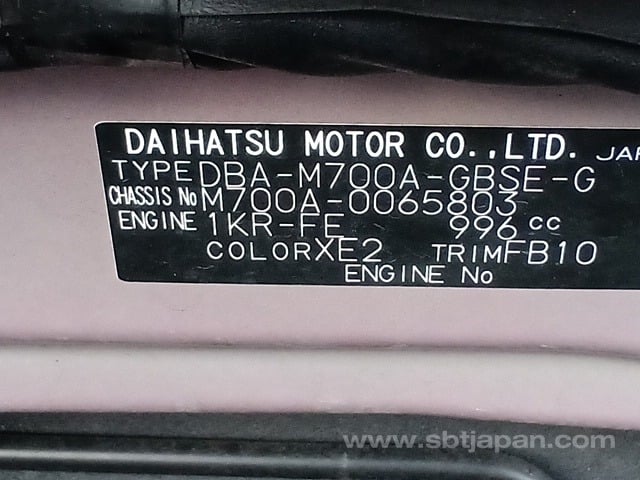 DAIHATSU MOTOR CO.,LTD. JAP
TYPE DBA-M700A-GBSE-G
CHASSIS No M700A-0065803
ENGINE 1KR-FE 996 cc
COLOR XE2 TRIM FB10
ENGINE No
www.sbtjapan.com